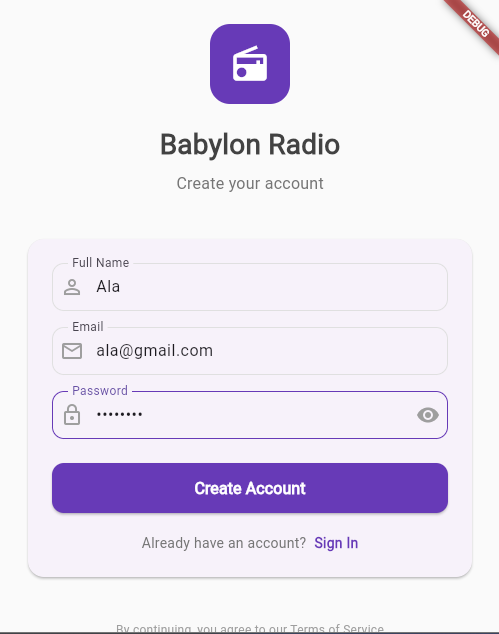 DEBUG
Babylon Radio
Create your account
Full Name
Ala
Email
ala@gmail.com
Password
••••••••
Create Account
Already have an account? Sign In
By continuing, you agree to our Terms of Service